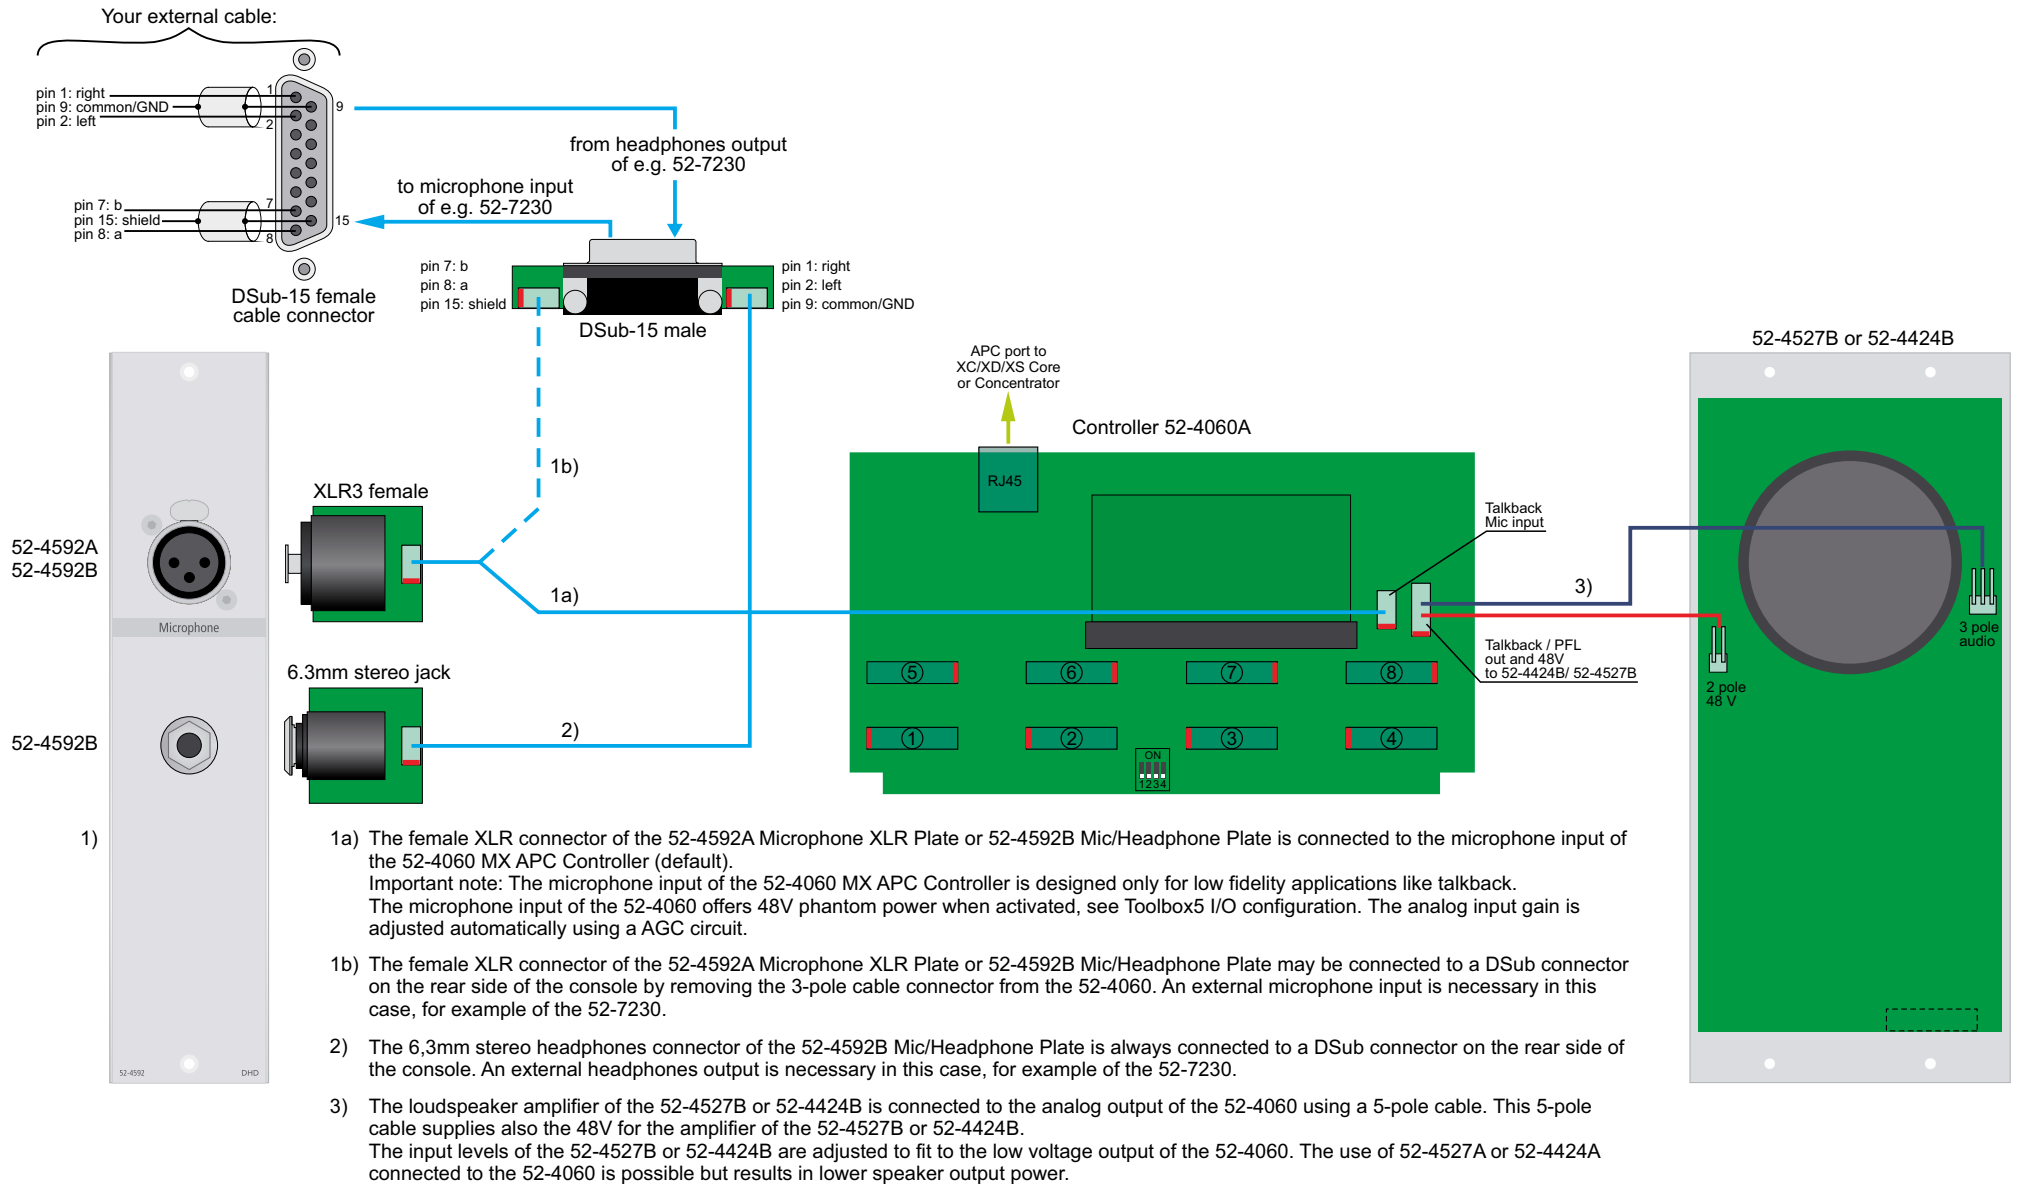 Your external cable:
pin 1: right
pin 9: common/GND
pin 2: left
1
9
2
pin 7: b
pin 15: shield
pin 8: a
7
15
8
DSub-15 female
cable connector
from headphones output
of e.g. 52-7230
to microphone input
of e.g. 52-7230
pin 7: b
pin 8: a
pin 15: shield
pin 1: right
pin 2: left
pin 9: common/GND
DSub-15 male
52-4592A
52-4592B
Microphone
52-4592B
52-4592
DHD
1)
XLR3 female
1b)
1a)
6.3mm stereo jack
2)
APC port to
XC/XD/XS Core
or Concentrator
Controller 52-4060A
RJ45
Talkback
Mic input
3)
Talkback / PFL
out and 48V
to 52-4424B/ 52-4527B
5
6
7
8
1
2
3
4
ON
1234
52-4527B or 52-4424B
3 pole
audio
2 pole
48 V
1a) The female XLR connector of the 52-4592A Microphone XLR Plate or 52-4592B Mic/Headphone Plate is connected to the microphone input of
the 52-4060 MX APC Controller (default).
Important note: The microphone input of the 52-4060 MX APC Controller is designed only for low fidelity applications like talkback.
The microphone input of the 52-4060 offers 48V phantom power when activated, see Toolbox5 I/O configuration. The analog input gain is
adjusted automatically using a AGC circuit.
1b) The female XLR connector of the 52-4592A Microphone XLR Plate or 52-4592B Mic/Headphone Plate may be connected to a DSub connector
on the rear side of the console by removing the 3-pole cable connector from the 52-4060. An external microphone input is necessary in this
case, for example of the 52-7230.
2) The 6,3mm stereo headphones connector of the 52-4592B Mic/Headphone Plate is always connected to a DSub connector on the rear side of
the console. An external headphones output is necessary in this case, for example of the 52-7230.
3) The loudspeaker amplifier of the 52-4527B or 52-4424B is connected to the analog output of the 52-4060 using a 5-pole cable. This 5-pole
cable supplies also the 48V for the amplifier of the 52-4527B or 52-4424B.
The input levels of the 52-4527B or 52-4424B are adjusted to fit to the low voltage output of the 52-4060. The use of 52-4527A or 52-4424A
connected to the 52-4060 is possible but results in lower speaker output power.